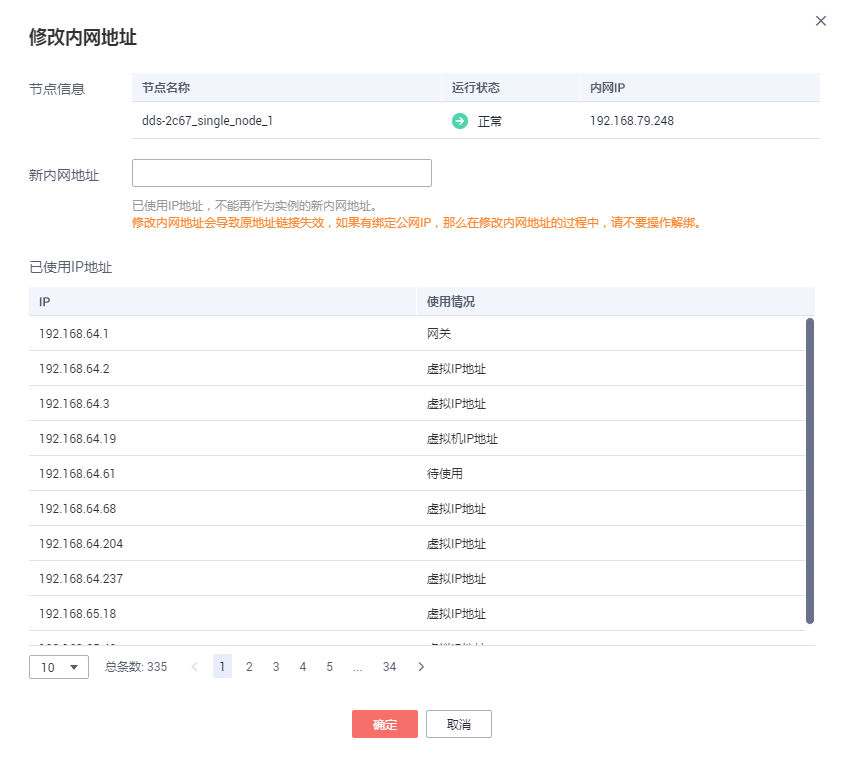 修改内网地址
节点信息
节点名称 运行状态 内网IP
dds-2c67_single_node_1 正常 192.168.79.248
新内网地址
已使用IP地址，不能再作为实例的新内网地址。
修改内网地址会导致原地址链接失效，如果有绑定公网IP，那么在修改内网地址的过程中，请不要操作解绑。
已使用IP地址
IP 使用情况
192.168.64.1 网关
192.168.64.2 虚拟IP地址
192.168.64.3 虚拟IP地址
192.168.64.19 虚拟机IP地址
192.168.64.61 待使用
192.168.64.68 虚拟IP地址
192.168.64.204 虚拟IP地址
192.168.64.237 虚拟IP地址
192.168.65.18 虚拟IP地址
10 总条数: 335 < 1 2 3 4 5 ... 34 >
确定 取消